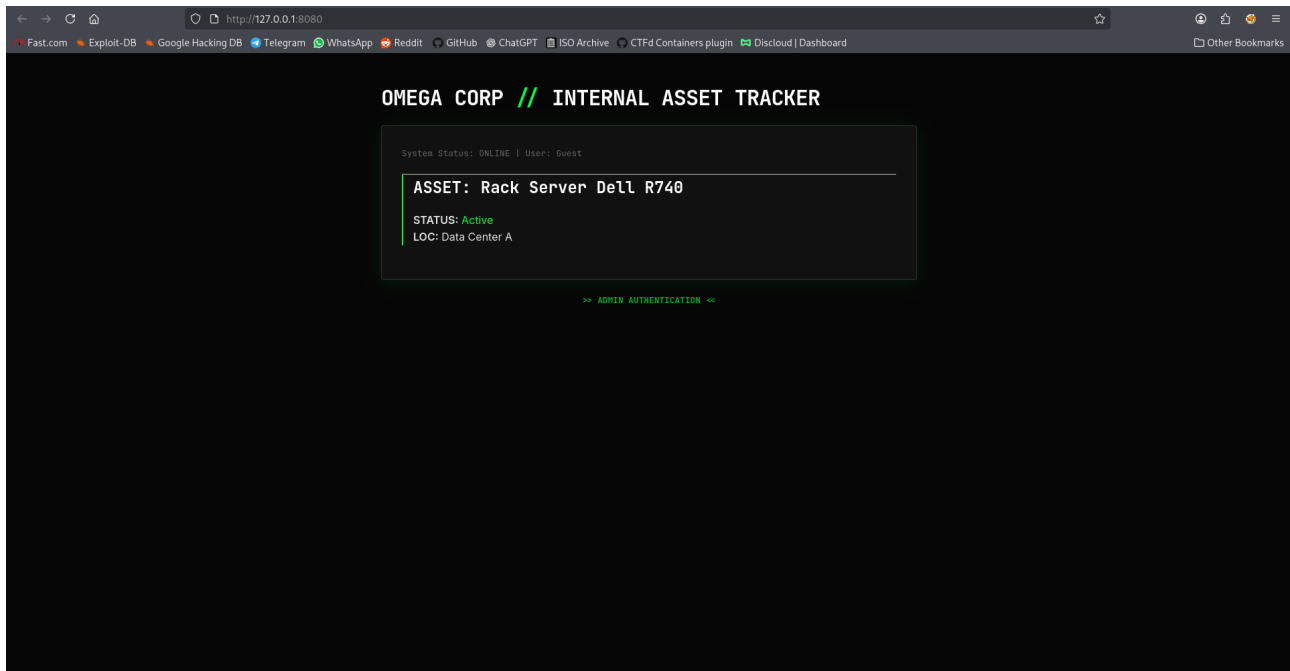 http://127.0.0.1:8080
Fast.com Exploit-DB Google Hacking DB Telegram WhatsApp Reddit GitHub ChatGPT ISO Archive CTFd Containers plugin Discloud | Dashboard Other Bookmarks
OMEGA CORP // INTERNAL ASSET TRACKER
System Status: ONLINE | User: Guest
ASSET: Rack Server Dell R740
STATUS: Active
LOC: Data Center A
>> ADMIN AUTHENTICATION <<